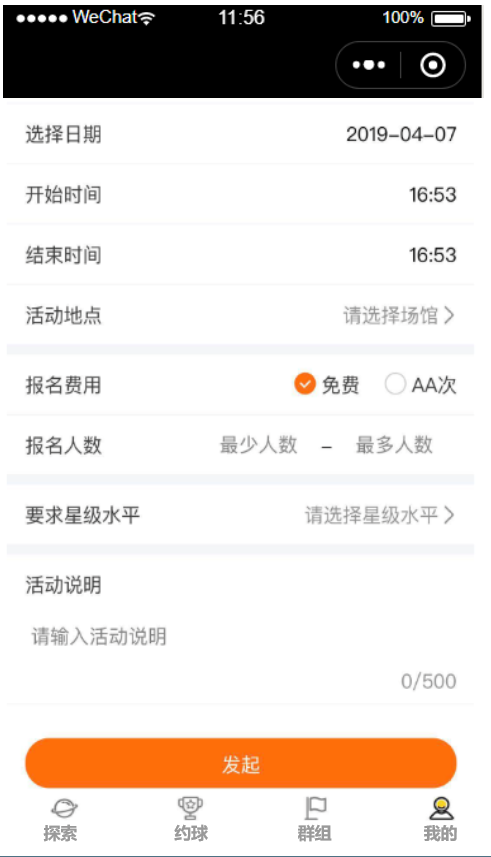 ●●●●● WeChat 11:56 100%
选择日期 2019-04-07
开始时间 16:53
结束时间 16:53
活动地点 请选择场馆
报名费用 免费 AA次
报名人数 最少人数 - 最多人数
要求星级水平 请选择星级水平
活动说明
请输入活动说明
0/500
发起
探索 约球 群组 我的